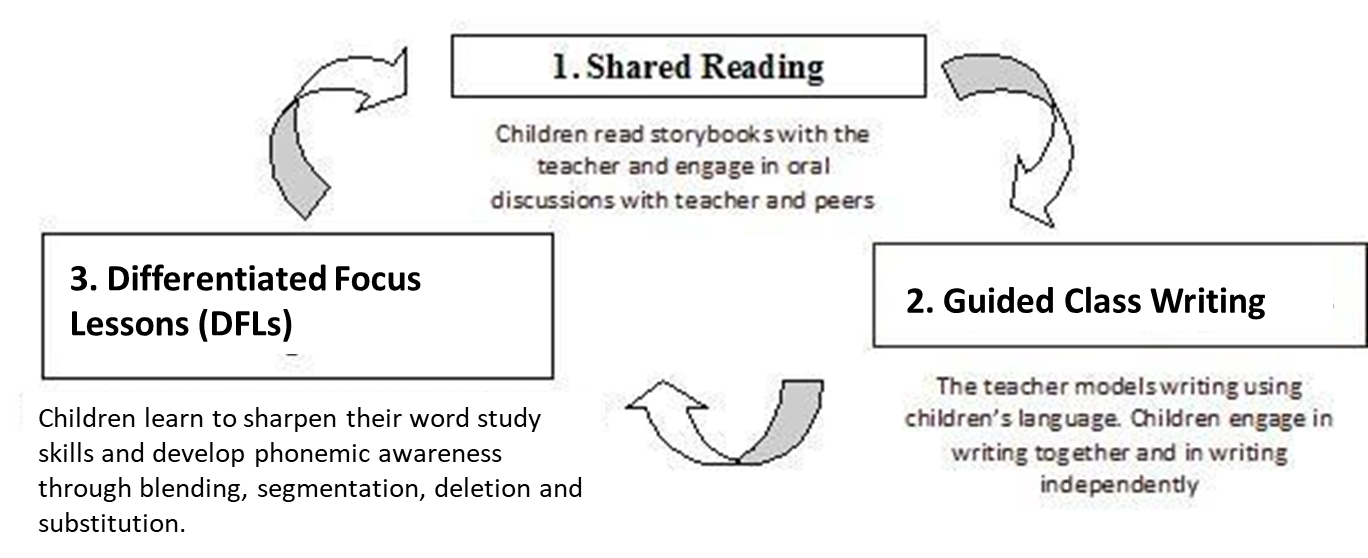 1. Shared Reading
Children read storybooks with the
teacher and engage in oral
discussions with teacher and peers
2. Guided Class Writing
The teacher models writing using
children's language. Children engage in
writing together and in writing
independently
3. Differentiated Focus
Lessons (DFLs)
Children learn to sharpen their word study
skills and develop phonemic awareness
through blending, segmentation, deletion and
substitution.